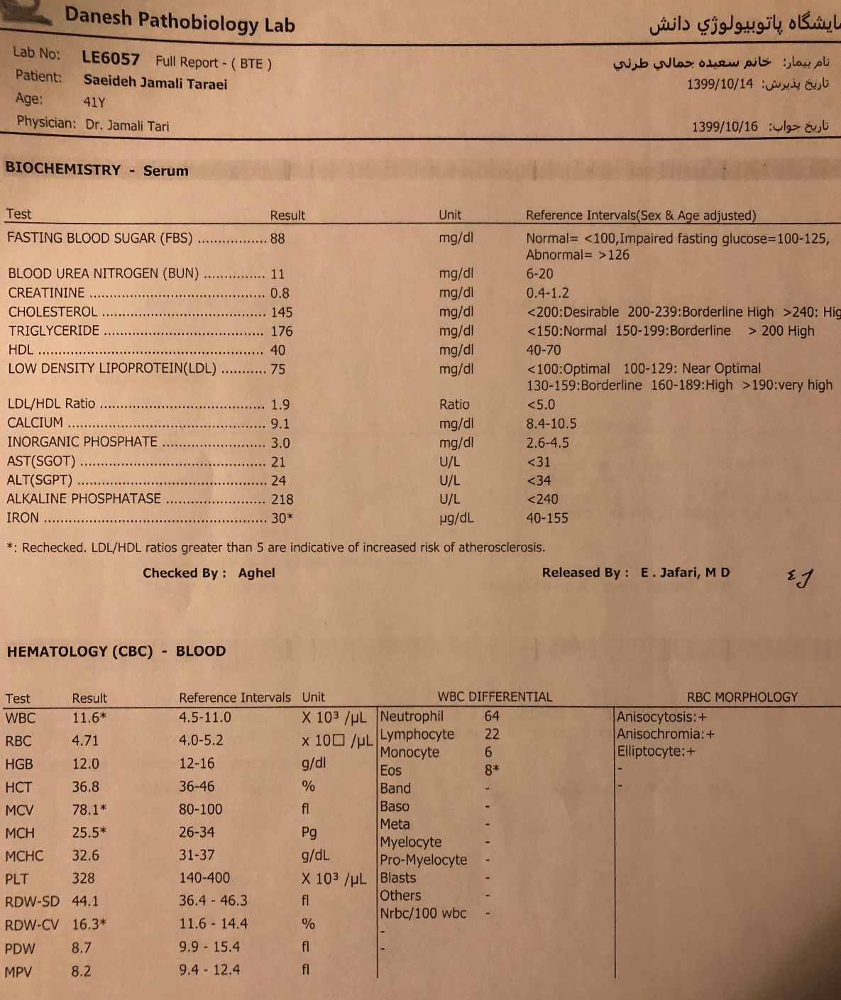 Danesh Pathobiology Lab
مايشگاه پاتوبيولوژي دانش
Lab No: LE6057 Full Report - ( BTE )
نام بيمار: خانم سعيده جمالي طرئي
Patient: Saeideh Jamali Taraei
تاريخ پذيرش: 1399/10/14
Age: 41Y
Physician: Dr. Jamali Tari
تاريخ جواب: 1399/10/16
BIOCHEMISTRY - Serum
Test Result Unit Reference Intervals(Sex & Age adjusted)
FASTING BLOOD SUGAR (FBS) ................ 88 mg/dl Normal= <100,Impaired fasting glucose=100-125,
Abnormal= >126
BLOOD UREA NITROGEN (BUN) .............. 11 mg/dl 6-20
CREATININE ......................................... 0.8 mg/dl 0.4-1.2
CHOLESTEROL ...................................... 145 mg/dl <200:Desirable 200-239:Borderline High >240: Hig
TRIGLYCERIDE ...................................... 176 mg/dl <150:Normal 150-199:Borderline > 200 High
HDL ..................................................... 40 mg/dl 40-70
LOW DENSITY LIPOPROTEIN(LDL) .......... 75 mg/dl <100:Optimal 100-129: Near Optimal
130-159:Borderline 160-189:High >190:very high
LDL/HDL Ratio ...................................... 1.9 Ratio <5.0
CALCIUM .............................................. 9.1 mg/dl 8.4-10.5
INORGANIC PHOSPHATE ........................ 3.0 mg/dl 2.6-4.5
AST(SGOT) ........................................... 21 U/L <31
ALT(SGPT) ............................................ 24 U/L <34
ALKALINE PHOSPHATASE ....................... 218 U/L <240
IRON .................................................... 30* µg/dL 40-155
*: Rechecked. LDL/HDL ratios greater than 5 are indicative of increased risk of atherosclerosis.
Checked By : Aghel Released By : E . Jafari, M D
HEMATOLOGY (CBC) - BLOOD
Test Result Reference Intervals Unit WBC DIFFERENTIAL RBC MORPHOLOGY
WBC 11.6* 4.5-11.0 X 10³ /µL Neutrophil 64 Anisocytosis:+
RBC 4.71 4.0-5.2 x 10□ /µL Lymphocyte 22 Anisochromia:+
Monocyte 6 Elliptocyte:+
HGB 12.0 12-16 g/dl Eos 8* -
HCT 36.8 36-46 % Band - -
MCV 78.1* 80-100 fl Baso -
Meta -
MCH 25.5* 26-34 Pg Myelocyte -
MCHC 32.6 31-37 g/dL Pro-Myelocyte -
PLT 328 140-400 X 10³ /µL Blasts -
RDW-SD 44.1 36.4 - 46.3 fl Others -
Nrbc/100 wbc -
RDW-CV 16.3* 11.6 - 14.4 % -
PDW 8.7 9.9 - 15.4 fl -
MPV 8.2 9.4 - 12.4 fl